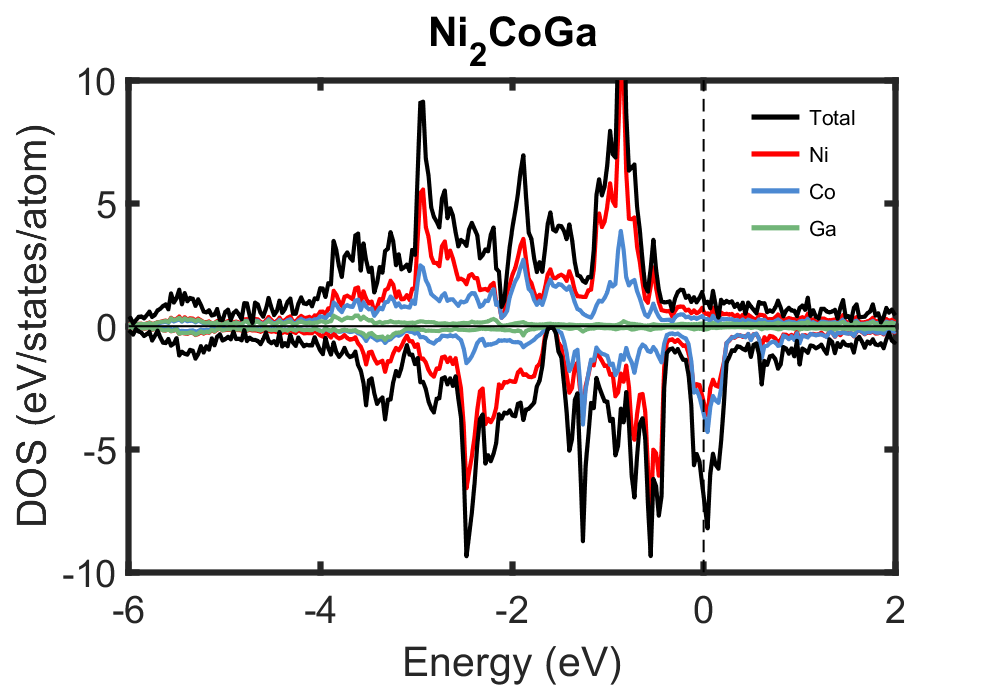 Ni2CoGa
10
5
0
-5
-10
DOS (eV/states/atom)
Total
Ni
Co
Ga
-6 -4 -2 0 2
Energy (eV)